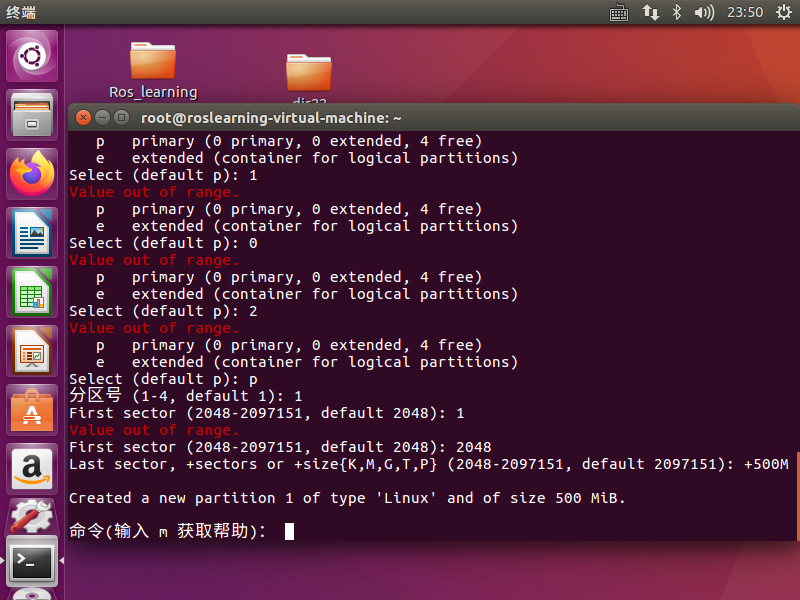 终端
23:50
Ros_learning
dir22
root@roslearning-virtual-machine: ~
p primary (0 primary, 0 extended, 4 free)
e extended (container for logical partitions)
Select (default p): 1
Value out of range.
p primary (0 primary, 0 extended, 4 free)
e extended (container for logical partitions)
Select (default p): 0
Value out of range.
p primary (0 primary, 0 extended, 4 free)
e extended (container for logical partitions)
Select (default p): 2
Value out of range.
p primary (0 primary, 0 extended, 4 free)
e extended (container for logical partitions)
Select (default p): p
分区号 (1-4, default 1): 1
First sector (2048-2097151, default 2048): 1
Value out of range.
First sector (2048-2097151, default 2048): 2048
Last sector, +sectors or +size{K,M,G,T,P} (2048-2097151, default 2097151): +500M
Created a new partition 1 of type 'Linux' and of size 500 MiB.
命令(输入 m 获取帮助)：